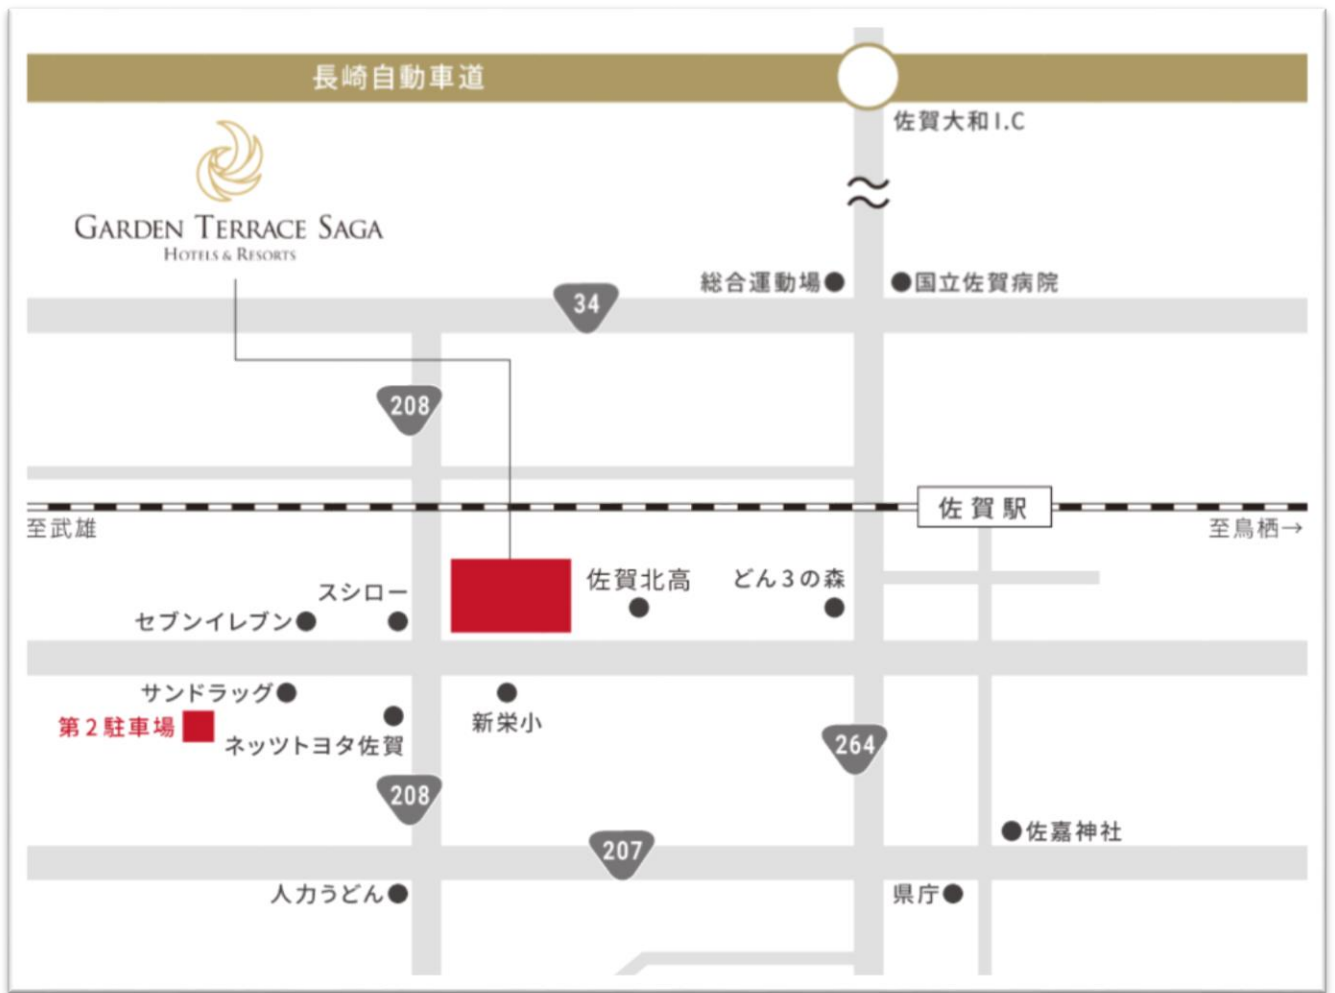 長崎自動車道
佐賀大和I.C
GARDEN TERRACE SAGA
HOTELS & RESORTS
総合運動場
国立佐賀病院
34
208
佐賀駅
至武雄
至鳥栖→
スシロー
佐賀北高
どん3の森
セブンイレブン
サンドラッグ
第2駐車場
ネッツトヨタ佐賀
新栄小
264
208
207
佐嘉神社
人力うどん
県庁